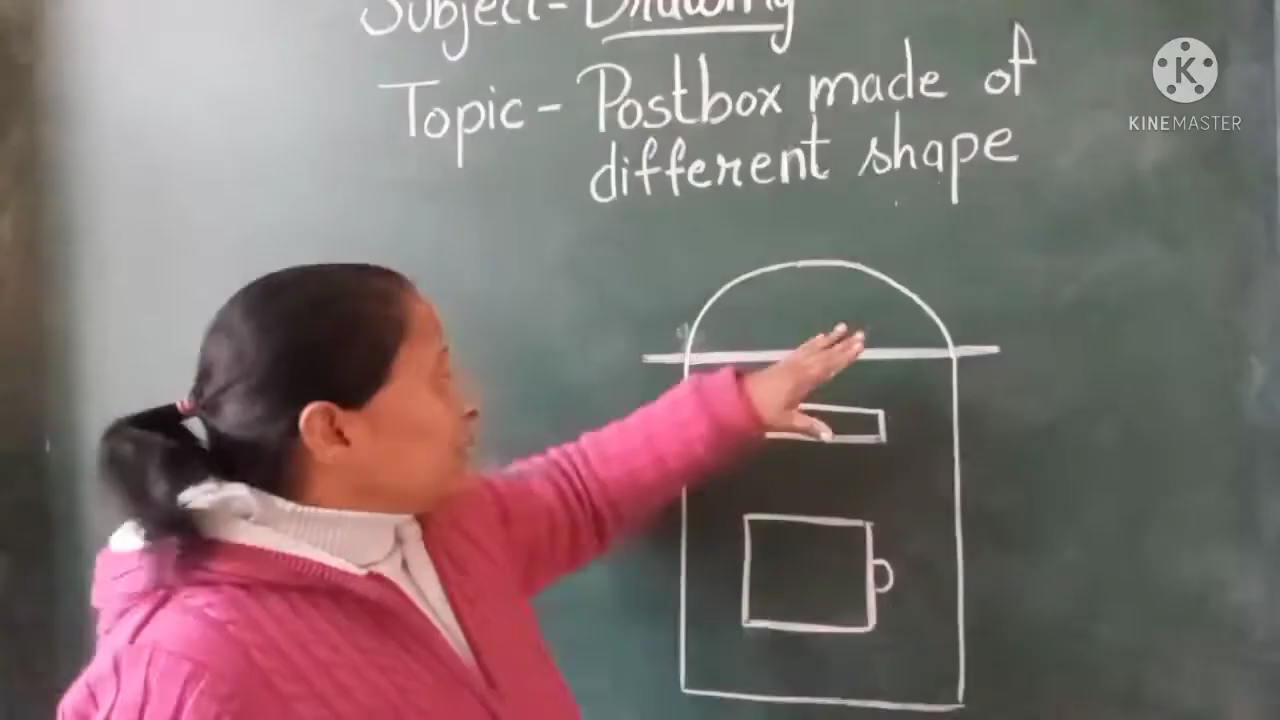 Subject - Drawing
Topic - Postbox made of
different shape
K
KINEMASTER